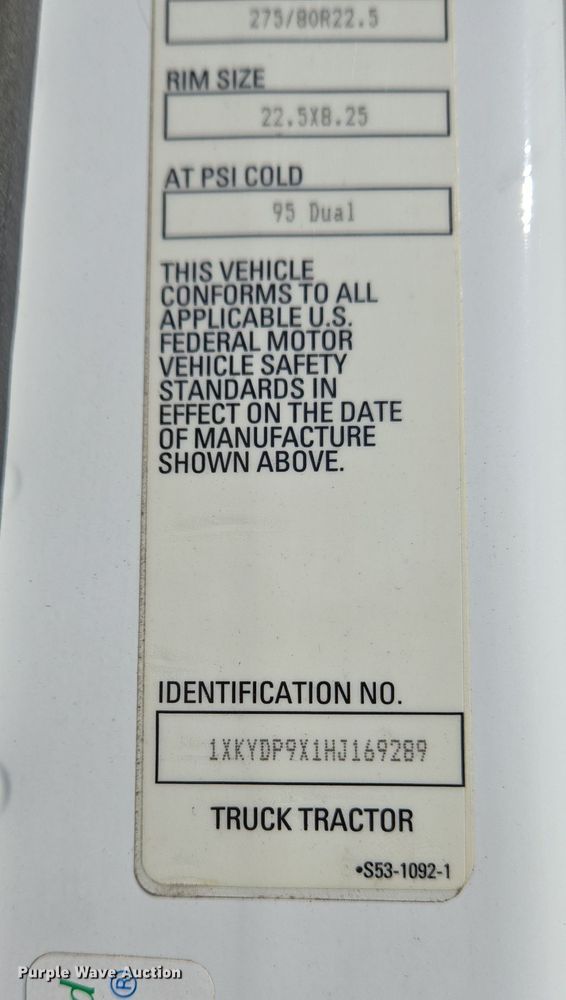 275/80R22.5
RIM SIZE
22.5X8.25
AT PSI COLD
95 Dual
THIS VEHICLE
CONFORMS TO ALL
APPLICABLE U.S.
FEDERAL MOTOR
VEHICLE SAFETY
STANDARDS IN
EFFECT ON THE DATE
OF MANUFACTURE
SHOWN ABOVE.
IDENTIFICATION NO.
1XKYDP9X1HJ169289
TRUCK TRACTOR
•S53-1092-1
Purple Wave Auction
®